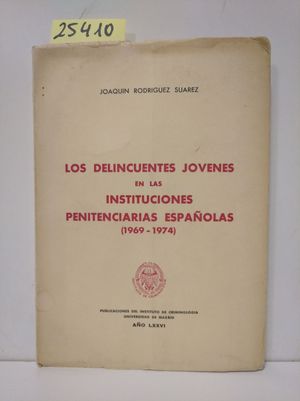 25410
JOAQUIN RODRIGUEZ SUAREZ
LOS DELINCUENTES JOVENES
EN LAS
INSTITUCIONES
PENITENCIARIAS ESPAÑOLAS
(1969 - 1974)
PUBLICACIONES DEL INSTITUTO DE CRIMINOLOGIA
UNIVERSIDAD DE MADRID
AÑO LXXVI